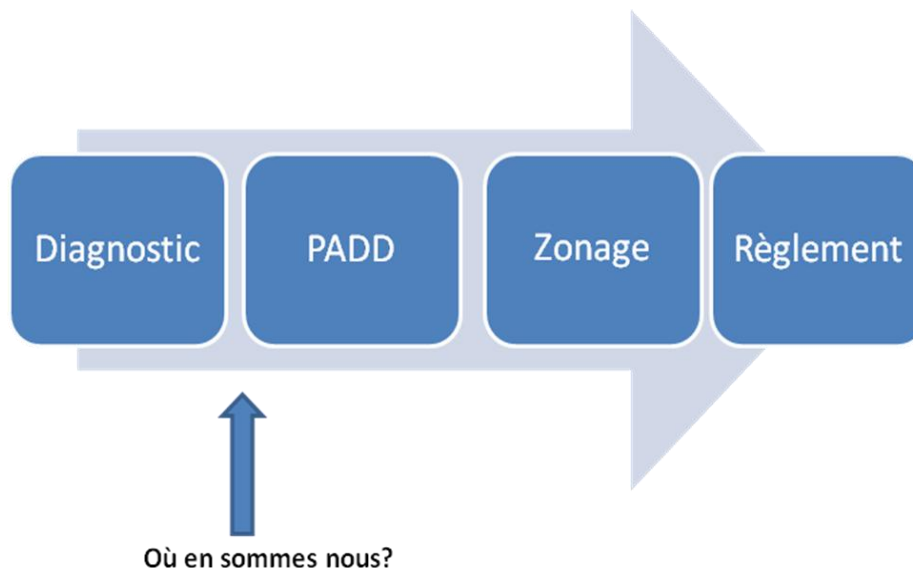 Diagnostic
PADD
Zonage
Règlement
Où en sommes nous?